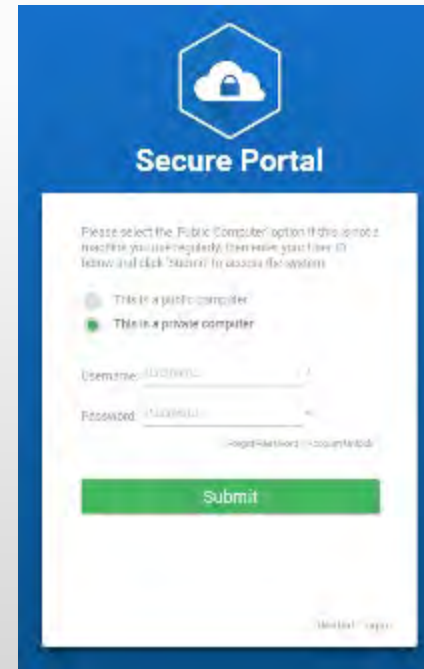 Secure Portal
Please select the 'Public Computer' option if this is not a
machine you use regularly, then enter your User ID
below and click 'Submit' to access the system
This is a public computer
This is a private computer
Username
Password
Submit